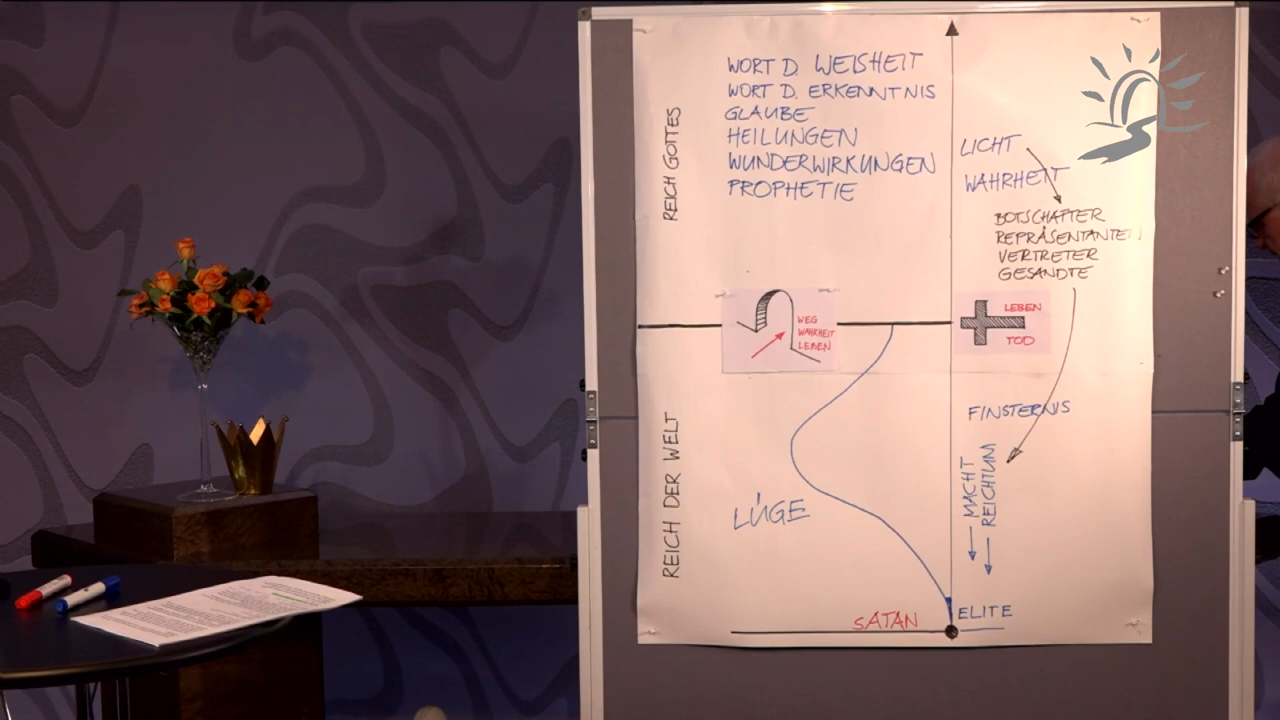 REICH GOTTES
WORT D. WEISHEIT
WORT D. ERKENNTNIS
GLAUBE
HEILUNGEN
WUNDERWIRKUNGEN
PROPHETIE
LICHT
WAHRHEIT
BOTSCHAFTER
REPRÄSENTANTEN
VERTRETER
GESANDTE
WEG
WAHRHEIT
LEBEN
LEBEN
TOD
REICH DER WELT
FINSTERNIS
MACHT
REICHTUM
LÜGE
SATAN
ELITE